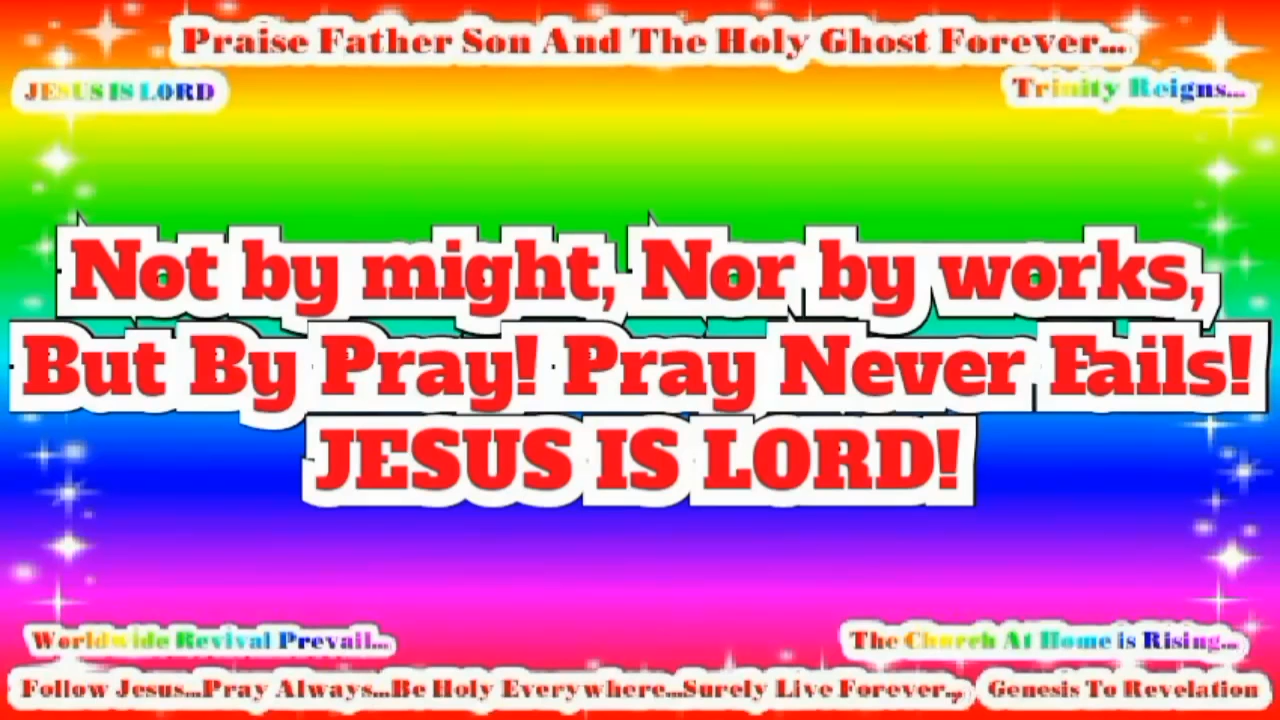 Praise Father Son And The Holy Ghost Forever...
JESUS IS LORD
Trinity Reigns...
Not by might, Nor by works,
But By Pray! Pray Never Fails!
JESUS IS LORD!
Worldwide Revival Prevail...
The Church At Home is Rising...
Follow Jesus...Pray Always...Be Holy Everywhere...Surely Live Forever...
Genesis To Revelation